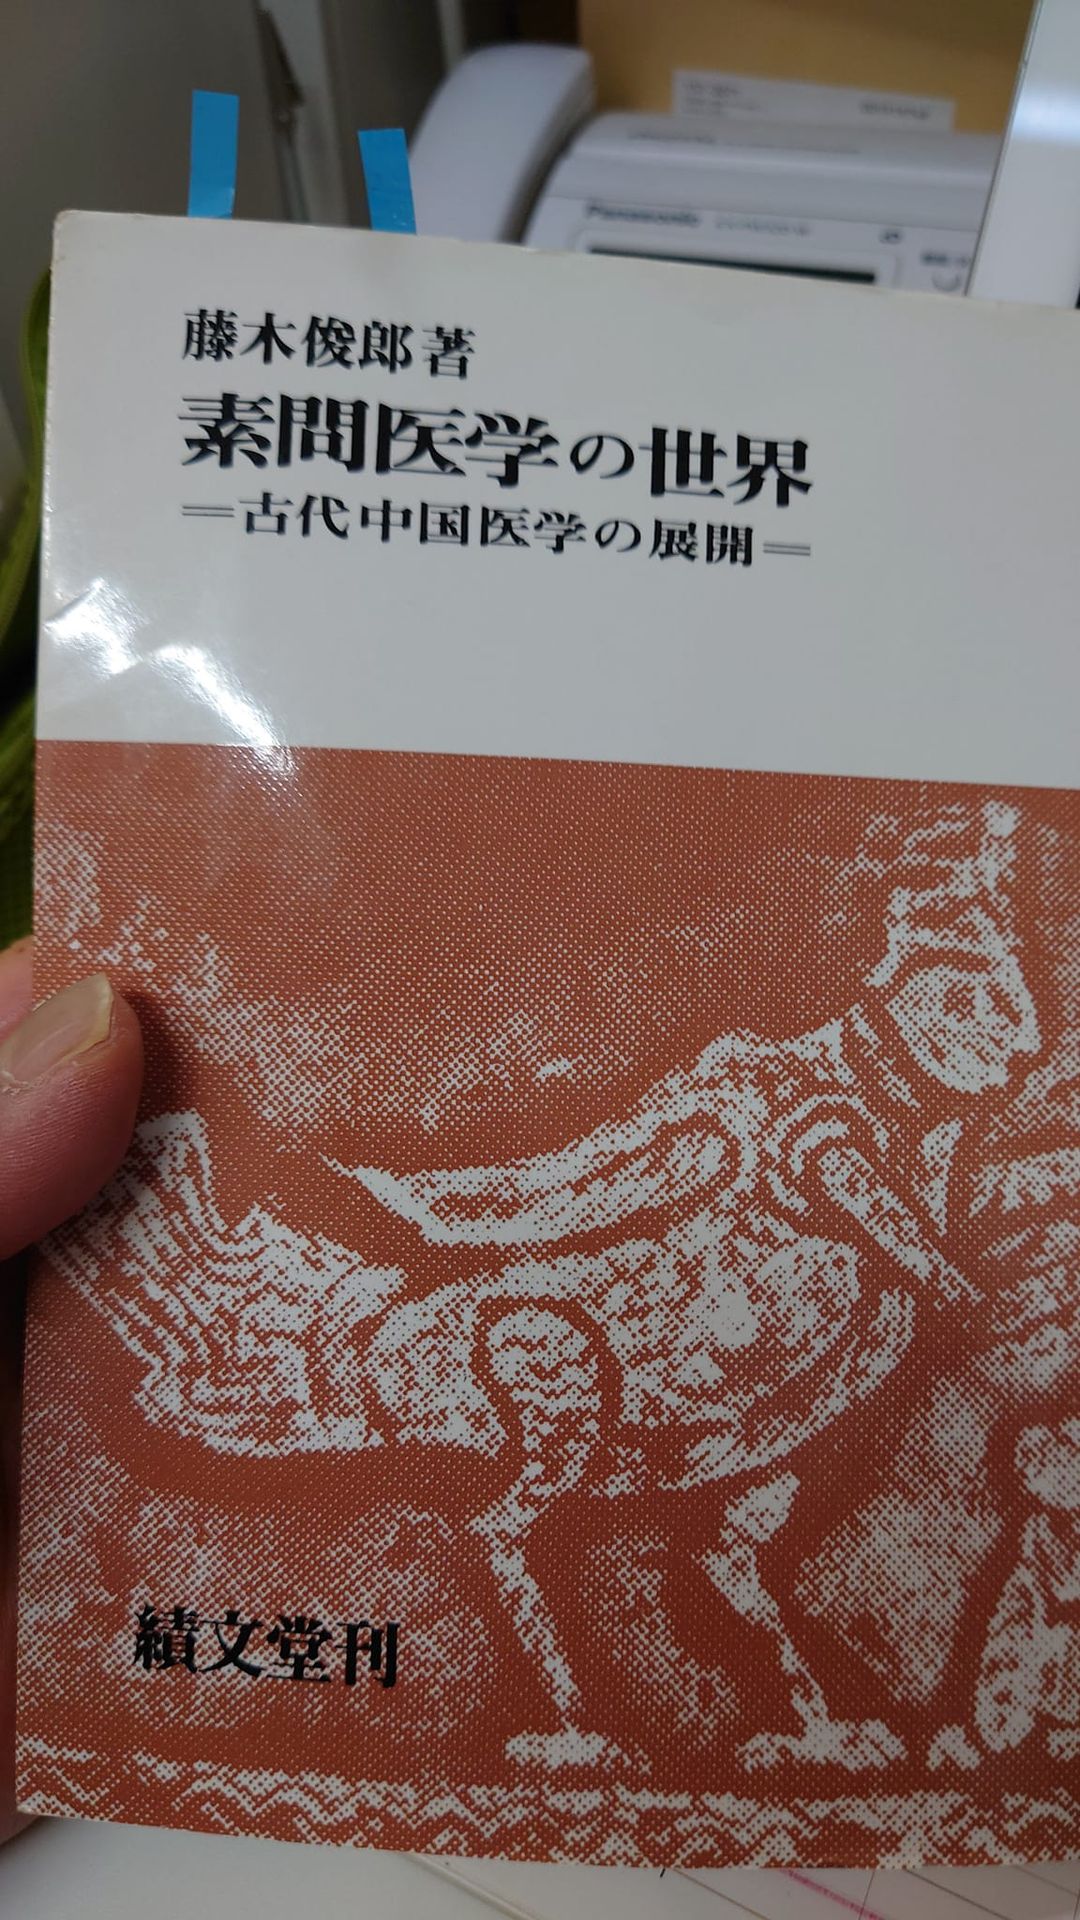 Panasonic
藤木俊郎著
素問医学の世界
＝古代中国医学の展開＝
績文堂刊